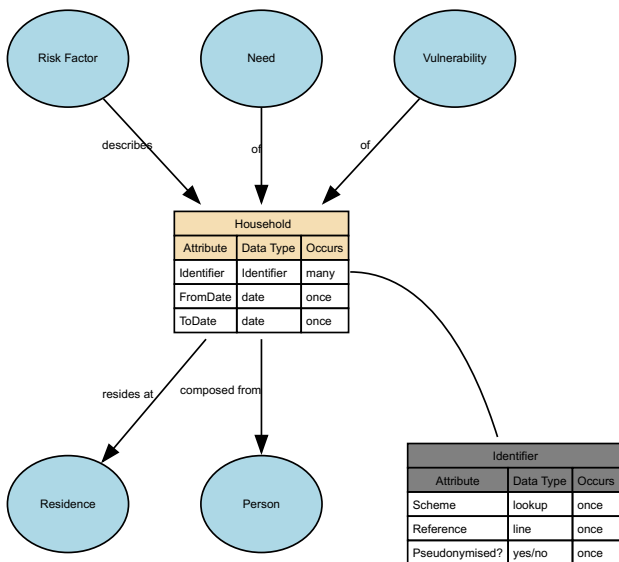 Risk Factor
Need
Vulnerability
describes
of
of
Household
Attribute Data Type Occurs
Identifier Identifier many
FromDate date once
ToDate date once
resides at
composed from
Residence
Person
Identifier
Attribute Data Type Occurs
Scheme lookup once
Reference line once
Pseudonymised? yes/no once